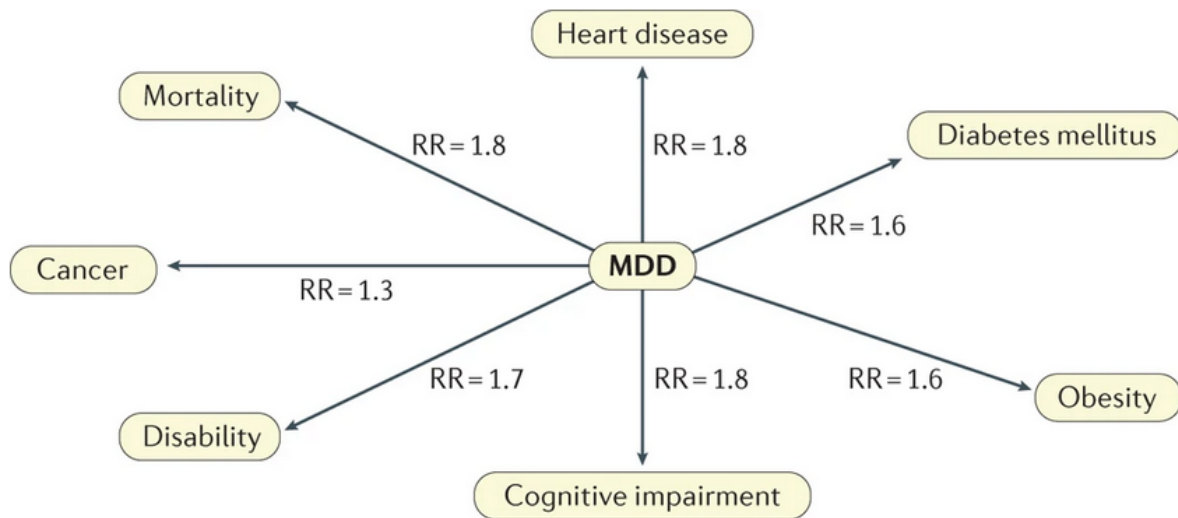 Heart disease
Mortality
Diabetes mellitus
RR = 1.8
RR = 1.8
RR = 1.6
Cancer
MDD
RR = 1.3
RR = 1.7
RR = 1.8
RR = 1.6
Obesity
Disability
Cognitive impairment